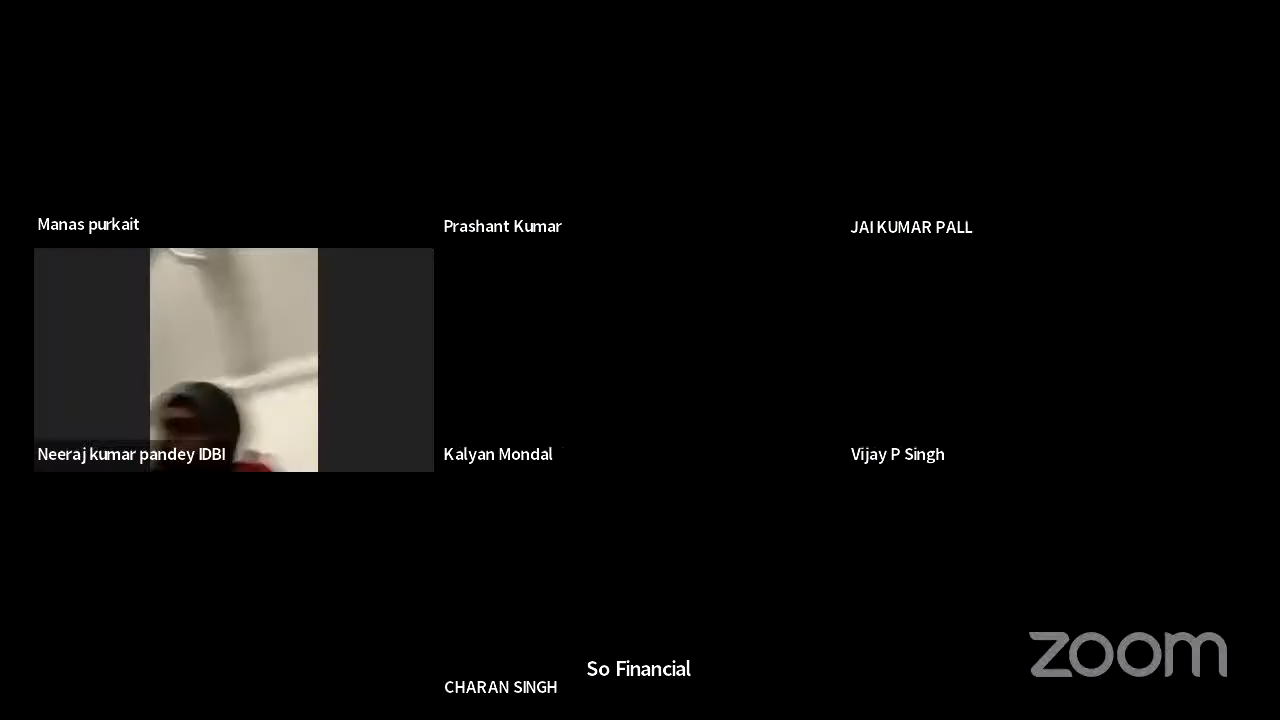 Manas purkait
Prashant Kumar
JAI KUMAR PALL
Neeraj kumar pandey IDBI
Kalyan Mondal
Vijay P Singh
So Financial
CHARAN SINGH
zoom